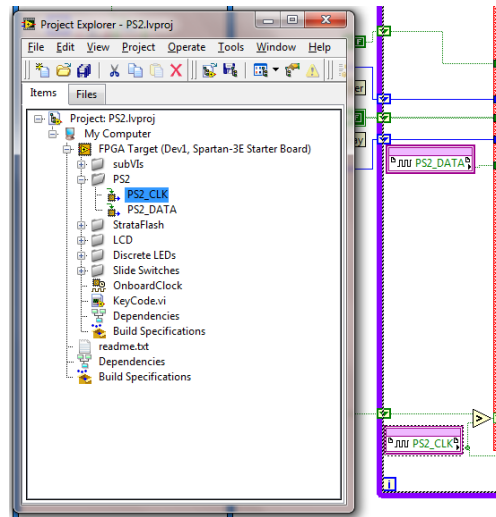 Project Explorer - PS2.lvproj
File Edit View Project Operate Tools Window Help
Items Files
Project: PS2.lvproj
My Computer
FPGA Target (Dev1, Spartan-3E Starter Board)
subVIs
PS2
PS2_CLK
PS2_DATA
StrataFlash
LCD
Discrete LEDs
Slide Switches
OnboardClock
KeyCode.vi
Dependencies
Build Specifications
readme.txt
Dependencies
Build Specifications
F
er
F
ay
PS2_DATA
PS2_CLK
i